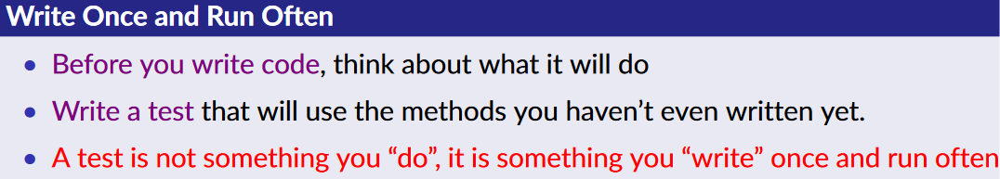 Write Once and Run Often
• Before you write code, think about what it will do
• Write a test that will use the methods you haven’t even written yet.
• A test is not something you “do”, it is something you “write” once and run often